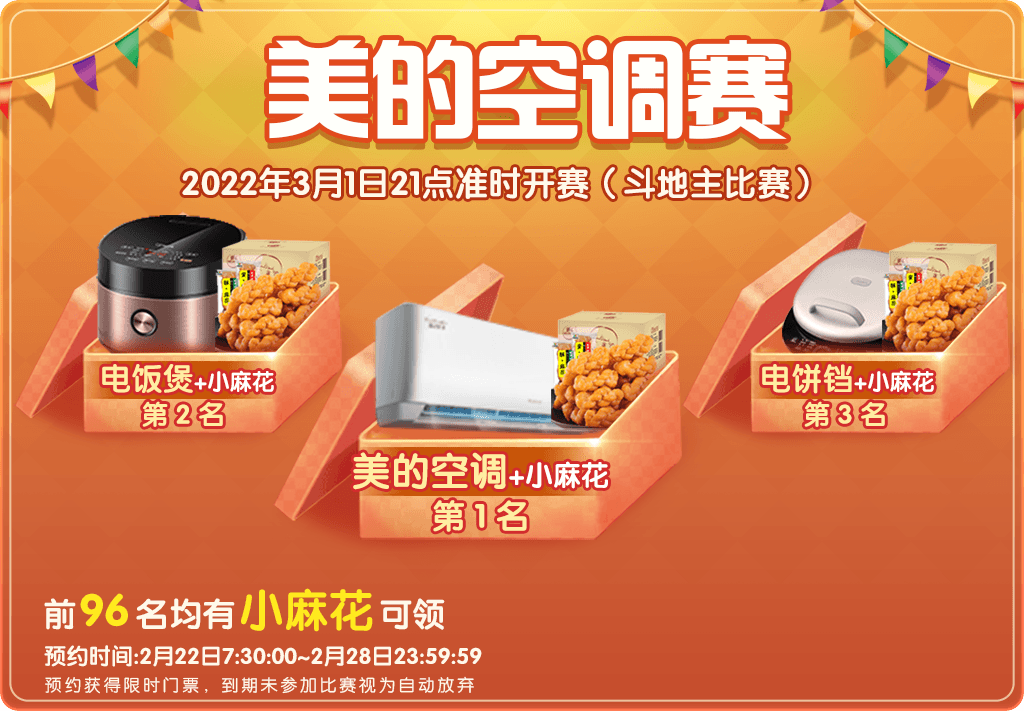 美的空调赛
2022年3月1日21点准时开赛（斗地主比赛）
电饭煲+小麻花
第2名
美的空调+小麻花
第1名
电饼铛+小麻花
第3名
前96名均有小麻花可领
预约时间:2月22日7:30:00~2月28日23:59:59
预约获得限时门票，到期未参加比赛视为自动放弃